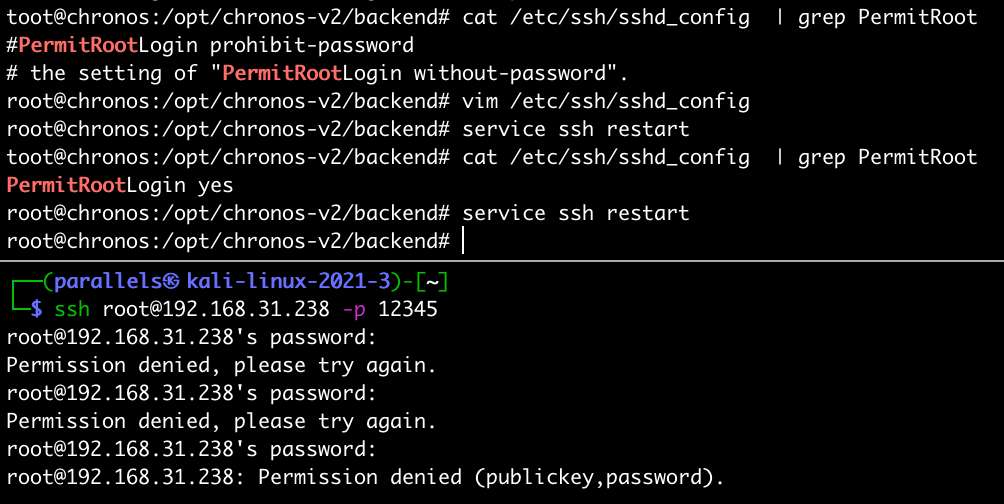 toot@chronos:/opt/chronos-v2/backend# cat /etc/ssh/sshd_config  | grep PermitRoot
#PermitRootLogin prohibit-password
# the setting of "PermitRootLogin without-password".
root@chronos:/opt/chronos-v2/backend# vim /etc/ssh/sshd_config
root@chronos:/opt/chronos-v2/backend# service ssh restart
toot@chronos:/opt/chronos-v2/backend# cat /etc/ssh/sshd_config  | grep PermitRoot
PermitRootLogin yes
root@chronos:/opt/chronos-v2/backend# service ssh restart
root@chronos:/opt/chronos-v2/backend#
┌──(parallels㉿kali-linux-2021-3)-[~]
└─$ ssh root@192.168.31.238 -p 12345
root@192.168.31.238's password:
Permission denied, please try again.
root@192.168.31.238's password:
Permission denied, please try again.
root@192.168.31.238's password:
root@192.168.31.238: Permission denied (publickey,password).